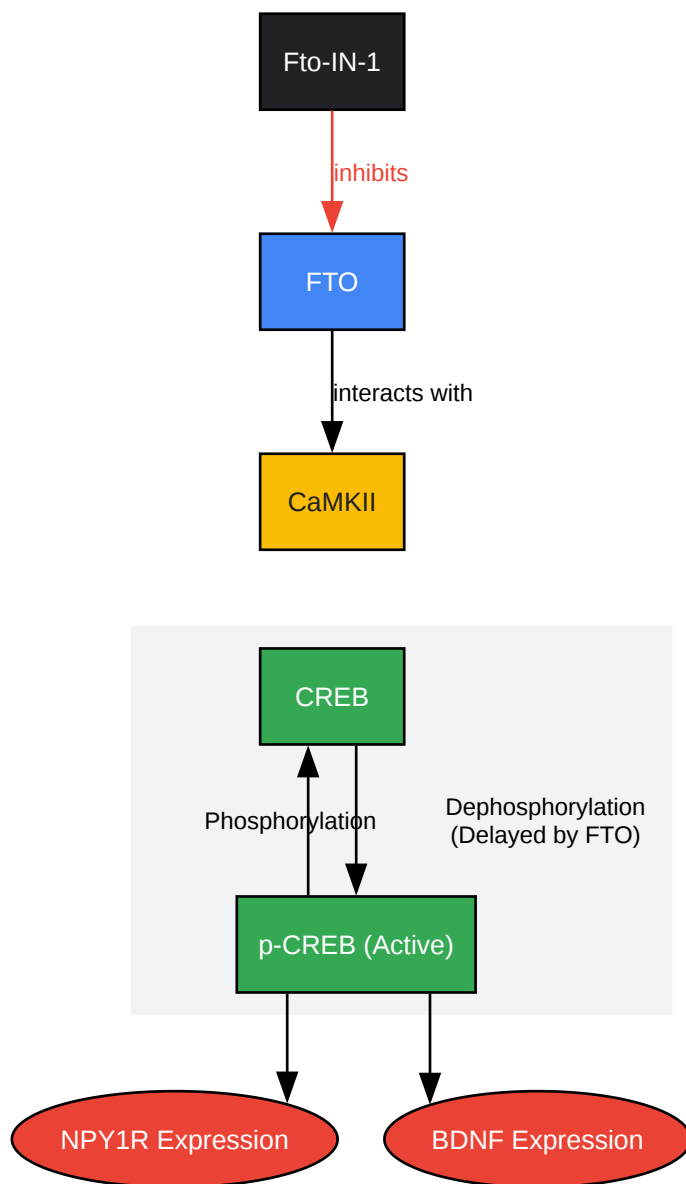 Fto-IN-1
inhibits
FTO
interacts with
CaMKII
CREB
Phosphorylation
Dephosphorylation
(Delayed by FTO)
p-CREB (Active)
NPY1R Expression
BDNF Expression